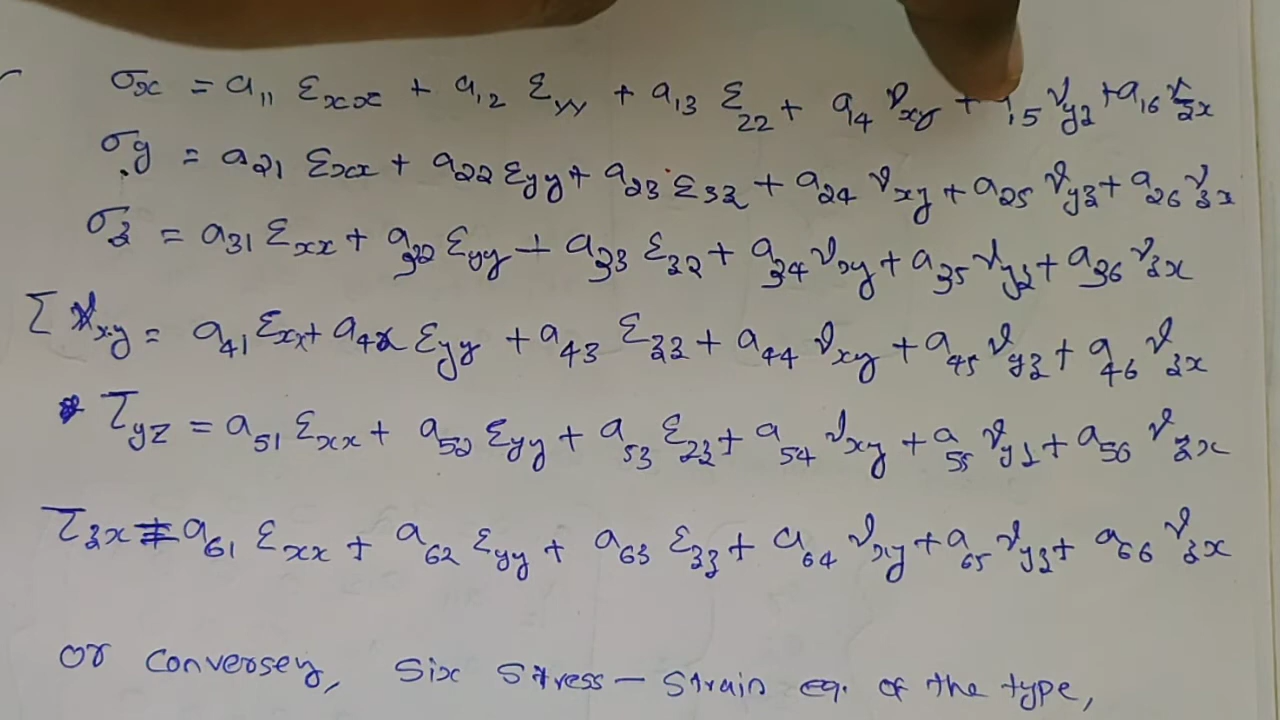 σx = a11 εxx + a12 εyy + a13 εzz + a4 γxy + a15 γyz + a16 γzx
σy = a21 εxx + a22 εyy + a23 εzz + a24 γxy + a25 γyz + a26 γzx
σz = a31 εxx + a32 εyy + a33 εzz + a34 γxy + a35 γyz + a36 γzx
τxy = a41 εxx + a42 εyy + a43 εzz + a44 γxy + a45 γyz + a46 γzx
τyz = a51 εxx + a52 εyy + a53 εzz + a54 γxy + a55 γyz + a56 γzx
τzx = a61 εxx + a62 εyy + a63 εzz + a64 γxy + a65 γyz + a66 γzx
or conversey, six stress - strain eq. of the type,